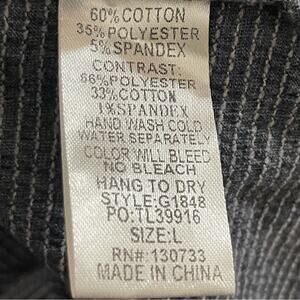 60%COTTON
35%POLYESTER
5%SPANDEX
CONTRAST:
66%POLYESTER
33%COTTON
1%SPANDEX
HAND WASH COLD
WATER SEPARATELY
COLOR WILL BLEED
NO BLEACH
HANG TO DRY
STYLE:G1848
PO:TL39916
SIZE:L
RN#:130733
MADE IN CHINA